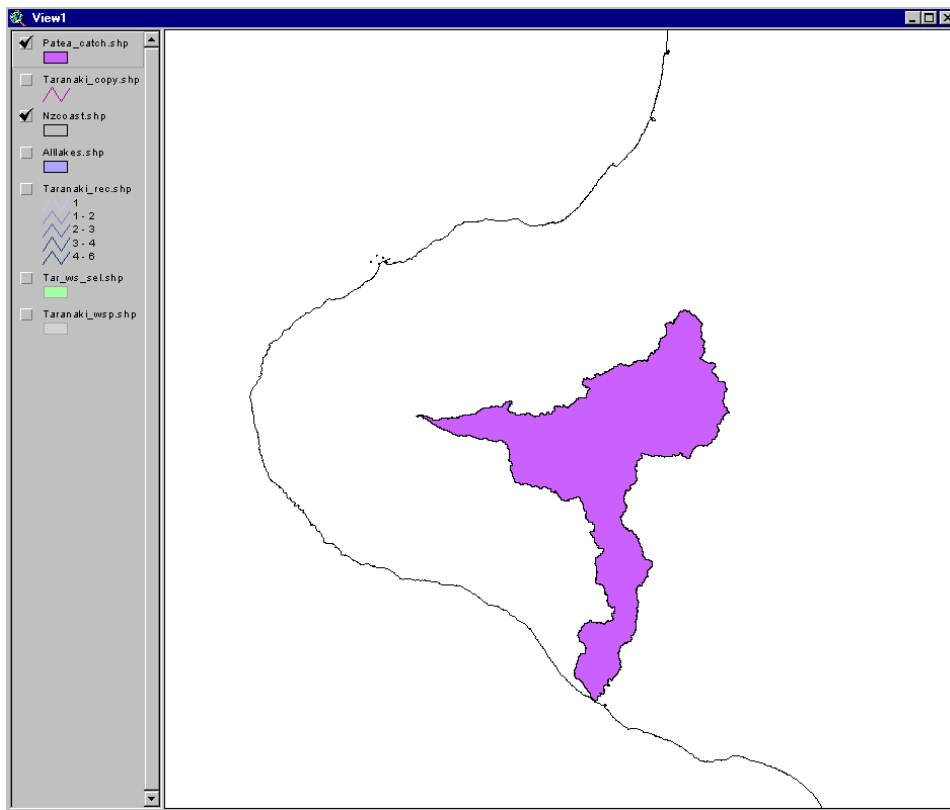 View1
Patea_catch.shp
Taranaki_copy.shp
Nzcoast.shp
Alllakes.shp
Taranaki_rec.shp
1
1 - 2
2 - 3
3 - 4
4 - 6
Tar_ws_sel.shp
Taranaki_wsp.shp